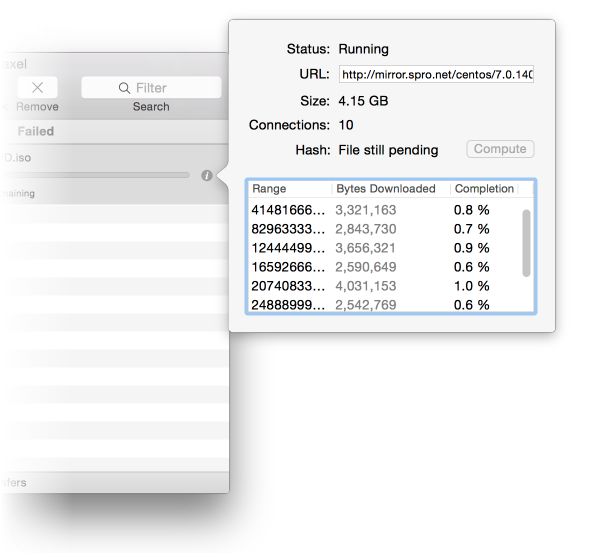 Status: Running
URL: http://mirror.spro.net/centos/7.0.140
Size: 4.15 GB
Connections: 10
Hash: File still pending Compute
Range Bytes Downloaded Completion
41481666... 3,321,163 0.8 %
82963333... 2,843,730 0.7 %
12444499... 3,656,321 0.9 %
16592666... 2,590,649 0.6 %
20740833... 4,031,153 1.0 %
24888999... 2,542,769 0.6 %
axel
Filter
Remove Search
Failed
D.iso
naining
sfers